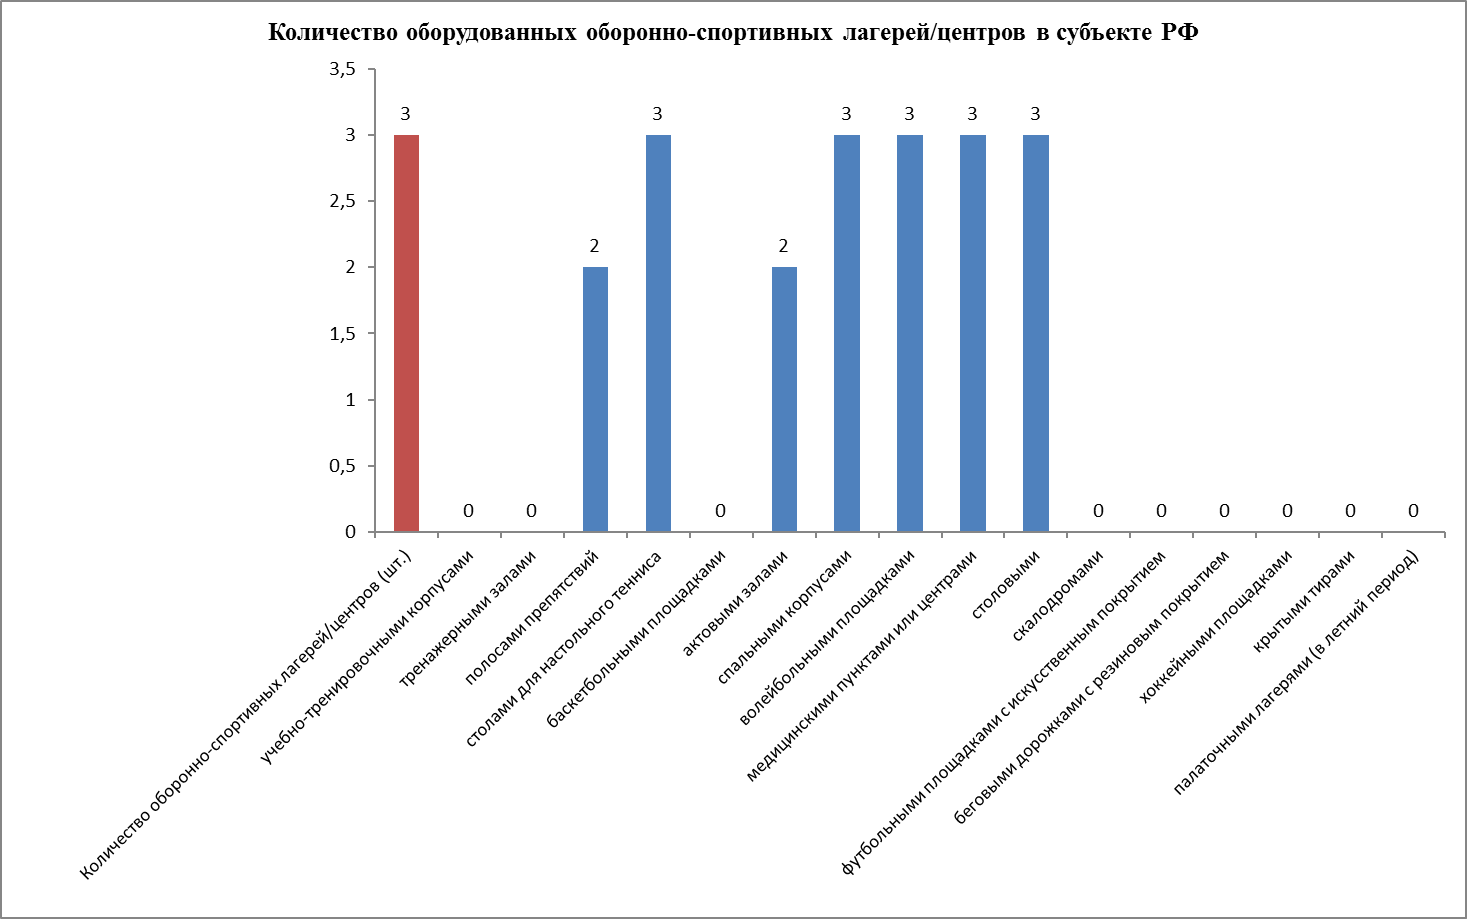 Количество оборудованных оборонно-спортивных лагерей/центров в субъекте РФ
3,5
3
2,5
2
1,5
1
0,5
0
3
0
0
2
3
0
2
3
3
3
3
0
0
0
0
0
0
Количество оборонно-спортивных лагерей/центров (шт.)
учебно-тренировочными корпусами
тренажерными залами
полосами препятствий
столами для настольного тенниса
баскетбольными площадками
актовыми залами
спальными корпусами
волейбольными площадками
медицинскими пунктами или центрами
столовыми
скалодромами
футбольными площадками с искусственным покрытием
беговыми дорожками с резиновым покрытием
хоккейными площадками
крытыми тирами
палаточными лагерями (в летний период)